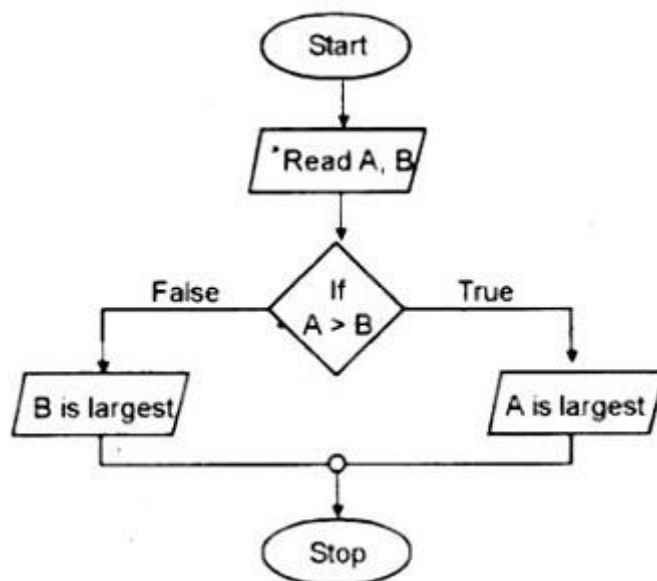 Start
Read A, B
False
If
A > B
True
B is largest
A is largest
Stop